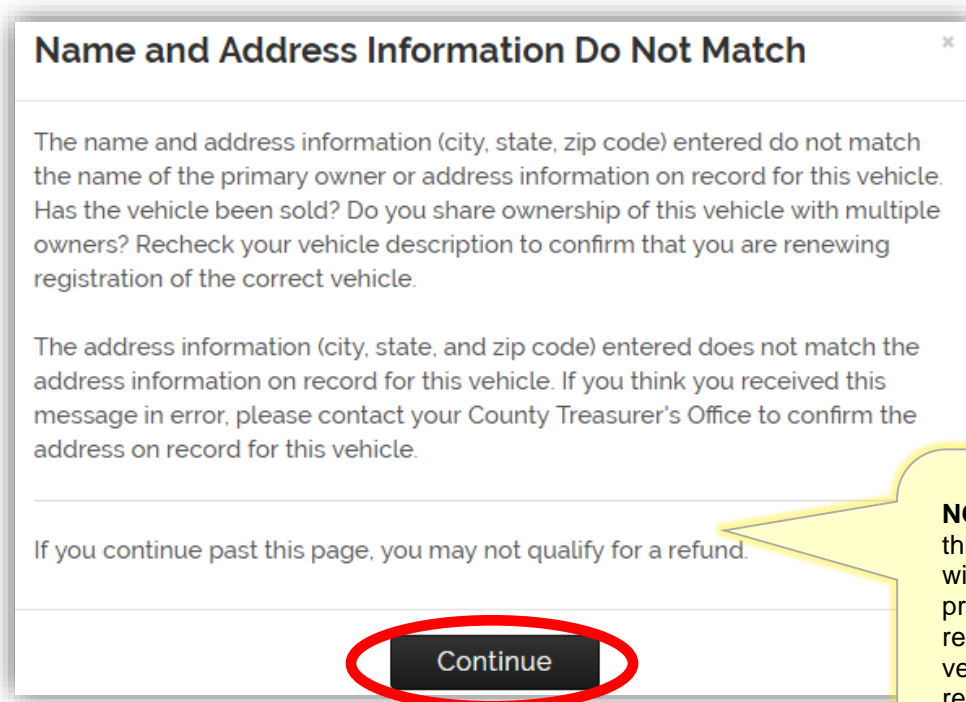 Name and Address Information Do Not Match
×
The name and address information (city, state, zip code) entered do not match
the name of the primary owner or address information on record for this vehicle.
Has the vehicle been sold? Do you share ownership of this vehicle with multiple
owners? Recheck your vehicle description to confirm that you are renewing
registration of the correct vehicle.
The address information (city, state, and zip code) entered does not match the
address information on record for this vehicle. If you think you received this
message in error, please contact your County Treasurer's Office to confirm the
address on record for this vehicle.
If you continue past this page, you may not qualify for a refund.
Continue